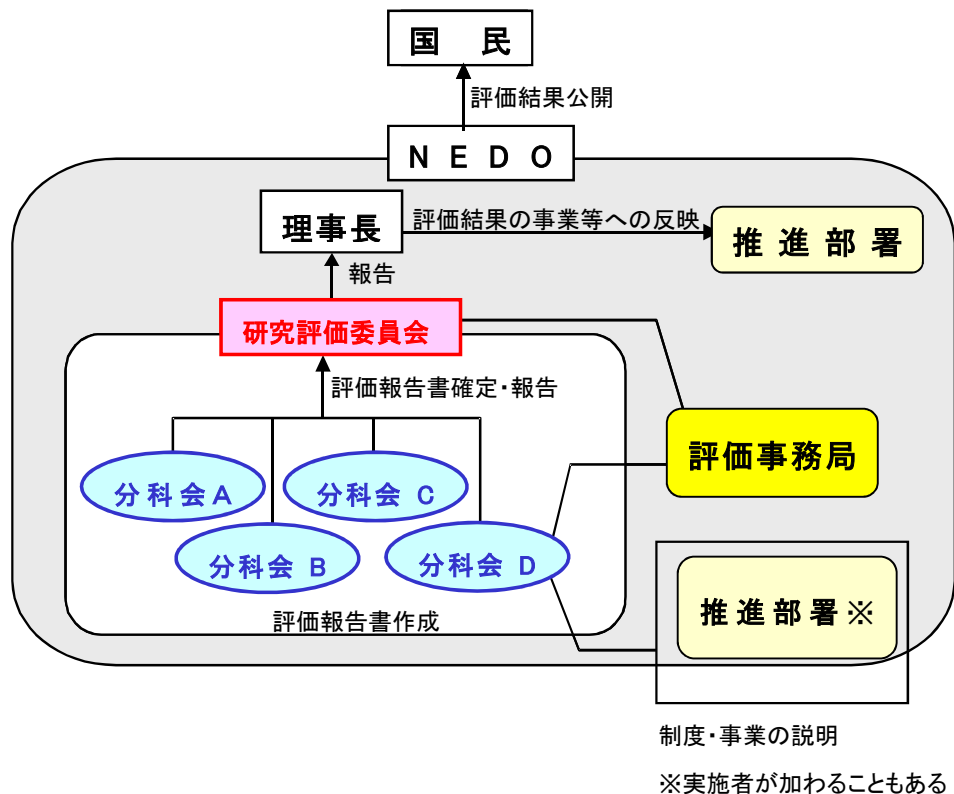 国　民
評価結果公開
N E D O
理事長
評価結果の事業等への反映
推 進 部 署
報告
研究評価委員会
評価報告書確定・報告
評価事務局
分科会A
分科会 C
分科会 B
分科会 D
推 進 部 署※
評価報告書作成
制度・事業の説明
※実施者が加わることもある